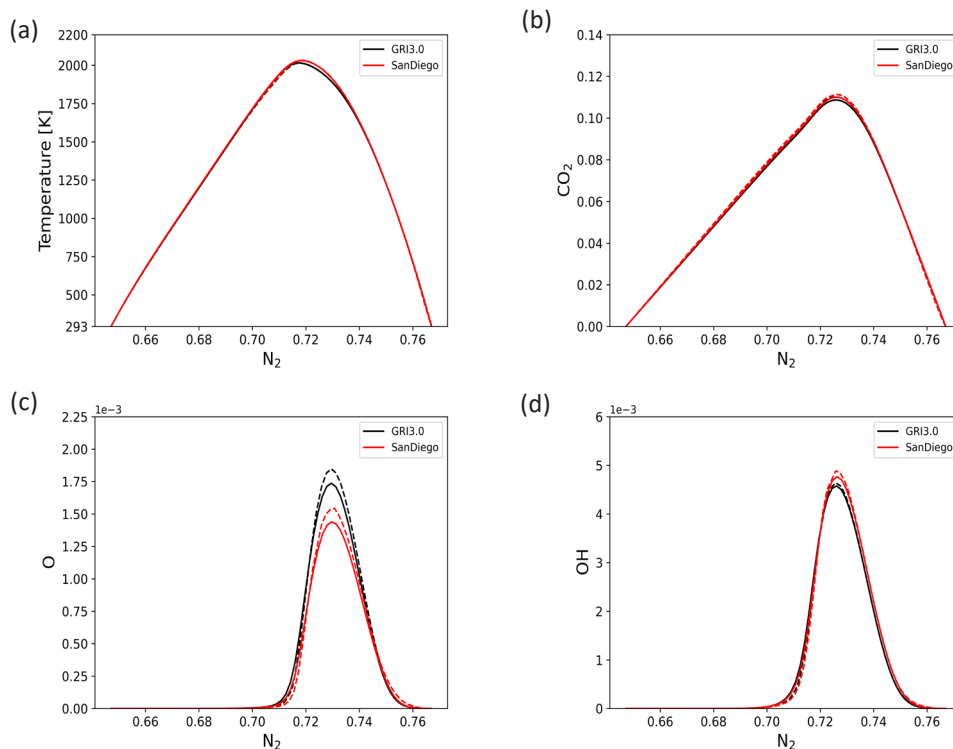 (a)
Temperature [K]
2200
2000
1750
1500
1250
1000
750
500
293
GRI3.0
SanDiego
0.66 0.68 0.70 0.72 0.74 0.76
N₂
(b)
CO₂
0.14
0.12
0.10
0.08
0.06
0.04
0.02
0.00
GRI3.0
SanDiego
0.66 0.68 0.70 0.72 0.74 0.76
N₂
(c)
1e−3
O
2.25
2.00
1.75
1.50
1.25
1.00
0.75
0.50
0.25
0.00
GRI3.0
SanDiego
0.66 0.68 0.70 0.72 0.74 0.76
N₂
(d)
1e−3
OH
6
5
4
3
2
1
0
GRI3.0
SanDiego
0.66 0.68 0.70 0.72 0.74 0.76
N₂